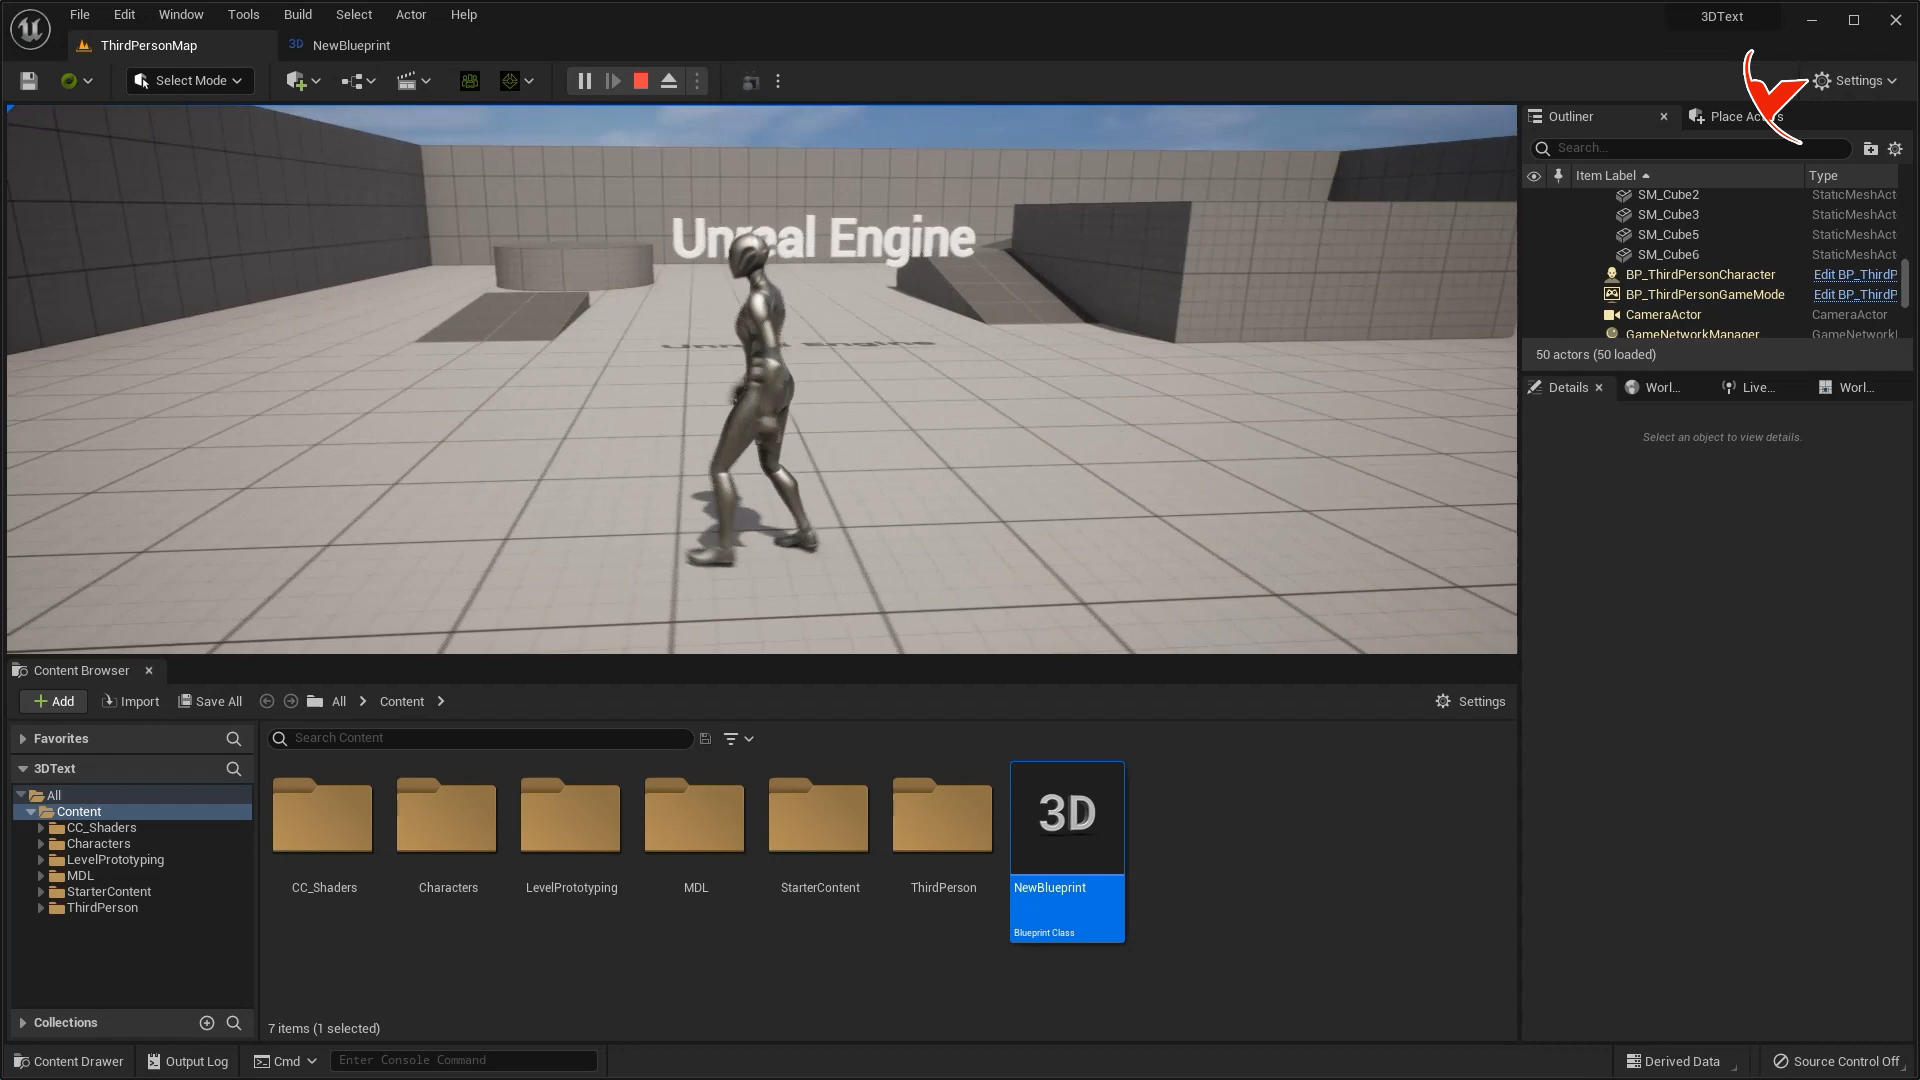 File Edit Window Tools Build Select Actor Help
3DText
ThirdPersonMap
3D NewBlueprint
Select Mode
Settings
Unreal Engine
Unreal Engine
Outliner
Search...
Item Label
Type
SM_Cube2 StaticMeshAct
SM_Cube3 StaticMeshAct
SM_Cube5 StaticMeshAct
SM_Cube6 StaticMeshAct
BP_ThirdPersonCharacter Edit BP_ThirdP
BP_ThirdPersonGameMode Edit BP_ThirdP
CameraActor CameraActor
GameNetworkManager
50 actors (50 loaded)
Details
Worl...
Live...
Worl...
Select an object to view details.
Content Browser
Add Import Save All All Content
Settings
Favorites
Search Content
3DText
All
Content
CC_Shaders
Characters
LevelPrototyping
MDL
StarterContent
ThirdPerson
Collections
3D
CC_Shaders
Characters
LevelPrototyping
MDL
StarterContent
ThirdPerson
NewBlueprint
Blueprint Class
7 items (1 selected)
Content Drawer
Output Log
Cmd
Enter Console Command
Derived Data
Source Control Off